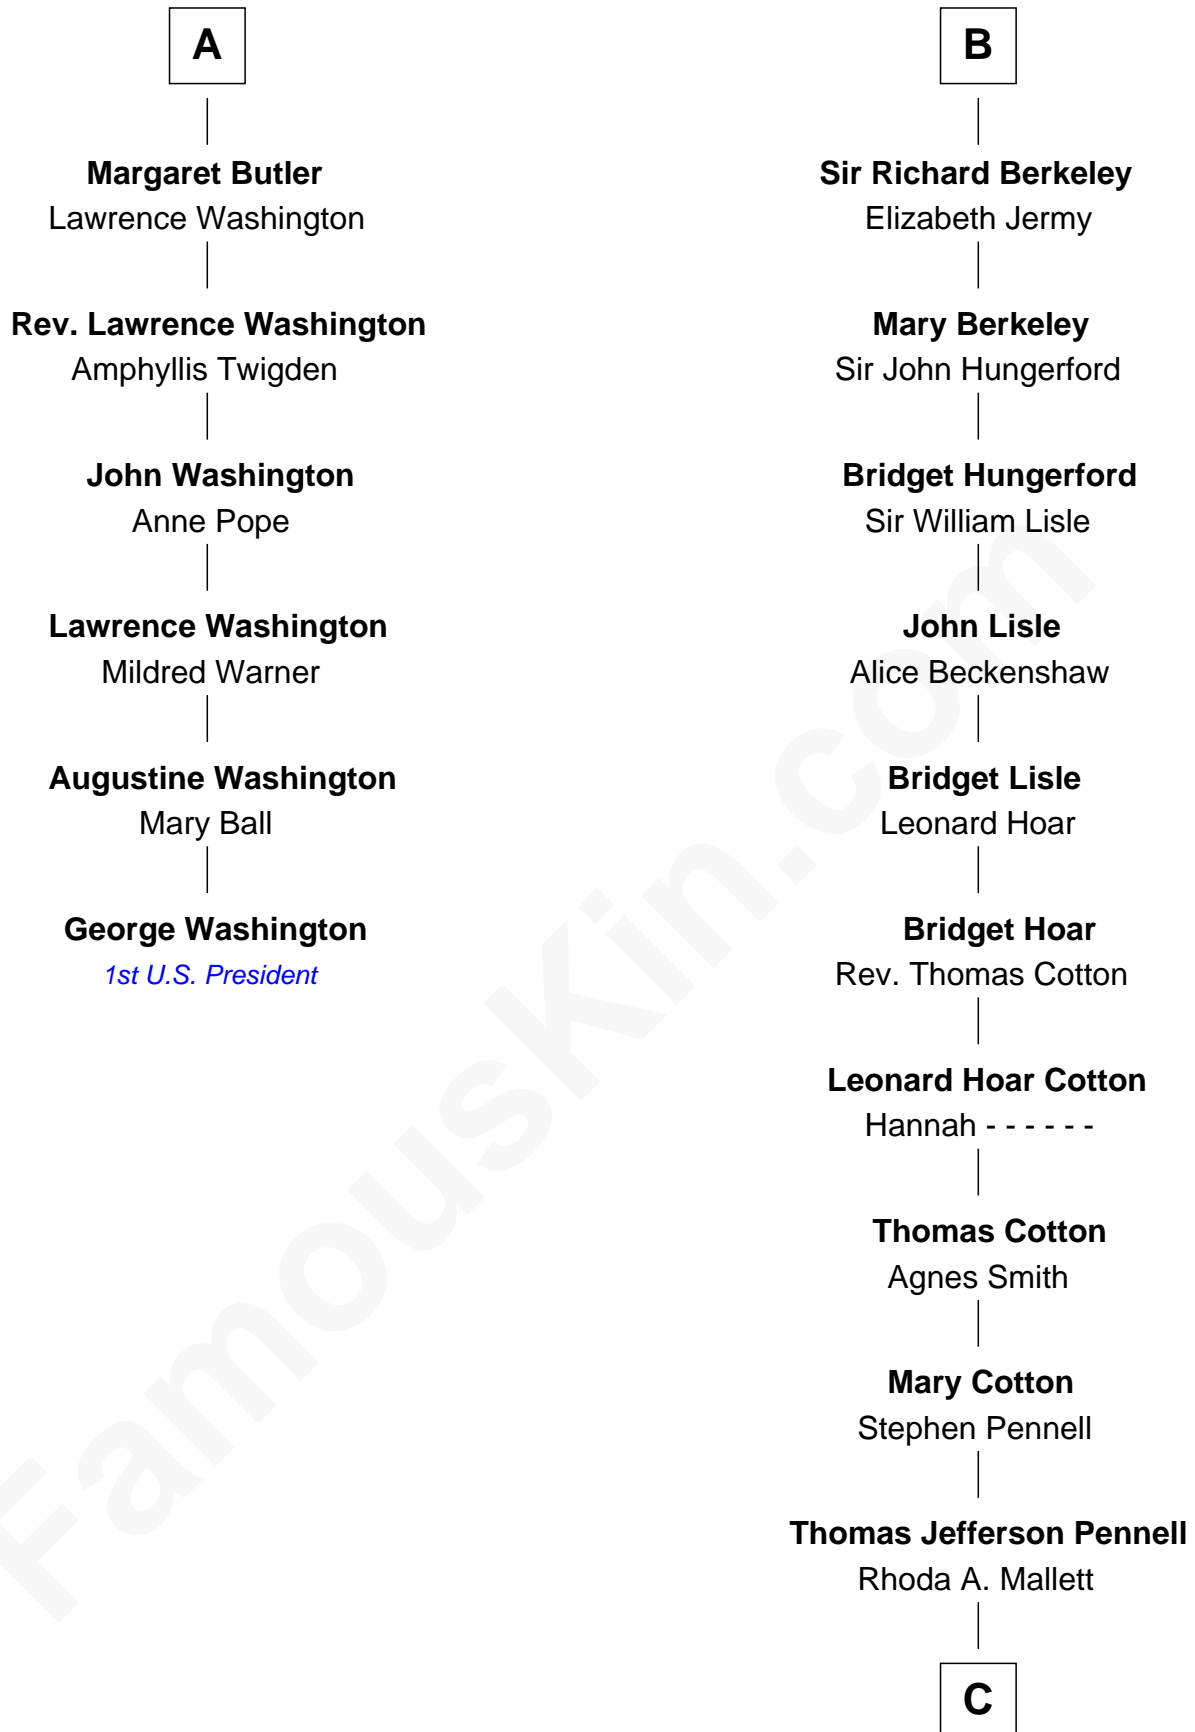 A
Margaret Butler
Lawrence Washington
Rev. Lawrence Washington
Amphyllis Twigden
John Washington
Anne Pope
Lawrence Washington
Mildred Warner
Augustine Washington
Mary Ball
George Washington
1st U.S. President
B
Sir Richard Berkeley
Elizabeth Jermy
Mary Berkeley
Sir John Hungerford
Bridget Hungerford
Sir William Lisle
John Lisle
Alice Beckenshaw
Bridget Lisle
Leonard Hoar
Bridget Hoar
Rev. Thomas Cotton
Leonard Hoar Cotton
Hannah - - - - - -
Thomas Cotton
Agnes Smith
Mary Cotton
Stephen Pennell
Thomas Jefferson Pennell
Rhoda A. Mallett
C
FamousKin.com